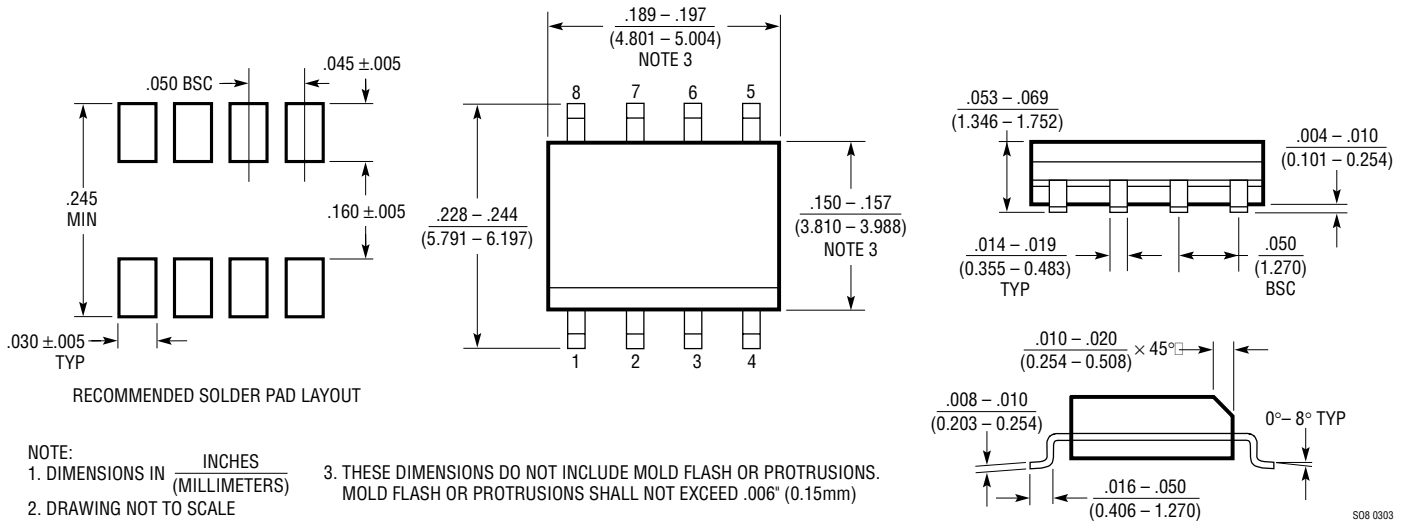 .050 BSC
.045 ±.005
.245
MIN
.160 ±.005
.030 ±.005
TYP
RECOMMENDED SOLDER PAD LAYOUT
.189 – .197
(4.801 – 5.004)
NOTE 3
8 7 6 5
.228 – .244
(5.791 – 6.197)
.150 – .157
(3.810 – 3.988)
NOTE 3
1 2 3 4
.053 – .069
(1.346 – 1.752)
.004 – .010
(0.101 – 0.254)
.014 – .019
(0.355 – 0.483)
TYP
.050
(1.270)
BSC
.010 – .020
(0.254 – 0.508)
× 45°
.008 – .010
(0.203 – 0.254)
0°– 8° TYP
.016 – .050
(0.406 – 1.270)
NOTE:
1. DIMENSIONS IN INCHES
(MILLIMETERS)
2. DRAWING NOT TO SCALE
3. THESE DIMENSIONS DO NOT INCLUDE MOLD FLASH OR PROTRUSIONS.
MOLD FLASH OR PROTRUSIONS SHALL NOT EXCEED .006" (0.15mm)
SO8 0303